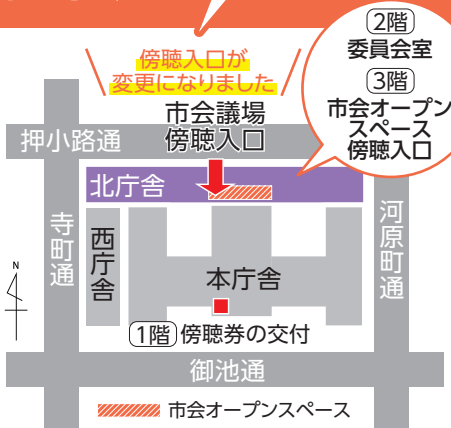 傍聴入口が
変更になりました
市会議場
傍聴入口
2階
委員会室
3階
市会オープン
スペース
傍聴入口
押小路通
北庁舎
寺町通
西庁舎
河原町通
本庁舎
N
1階 傍聴券の交付
御池通
市会オープンスペース